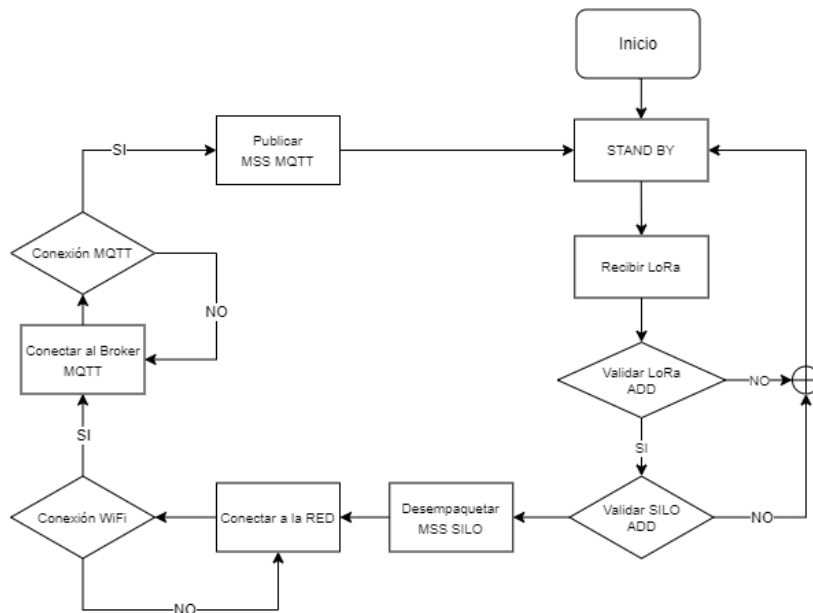 Inicio
Publicar
MSS MQTT
STAND BY
SI
Conexión MQTT
NO
Recibir LoRa
Conectar al Broker
MQTT
Validar LoRa
ADD
NO
SI
SI
Conexión WiFi
Conectar a la RED
Desempaquetar
MSS SILO
Validar SILO
ADD
NO
NO